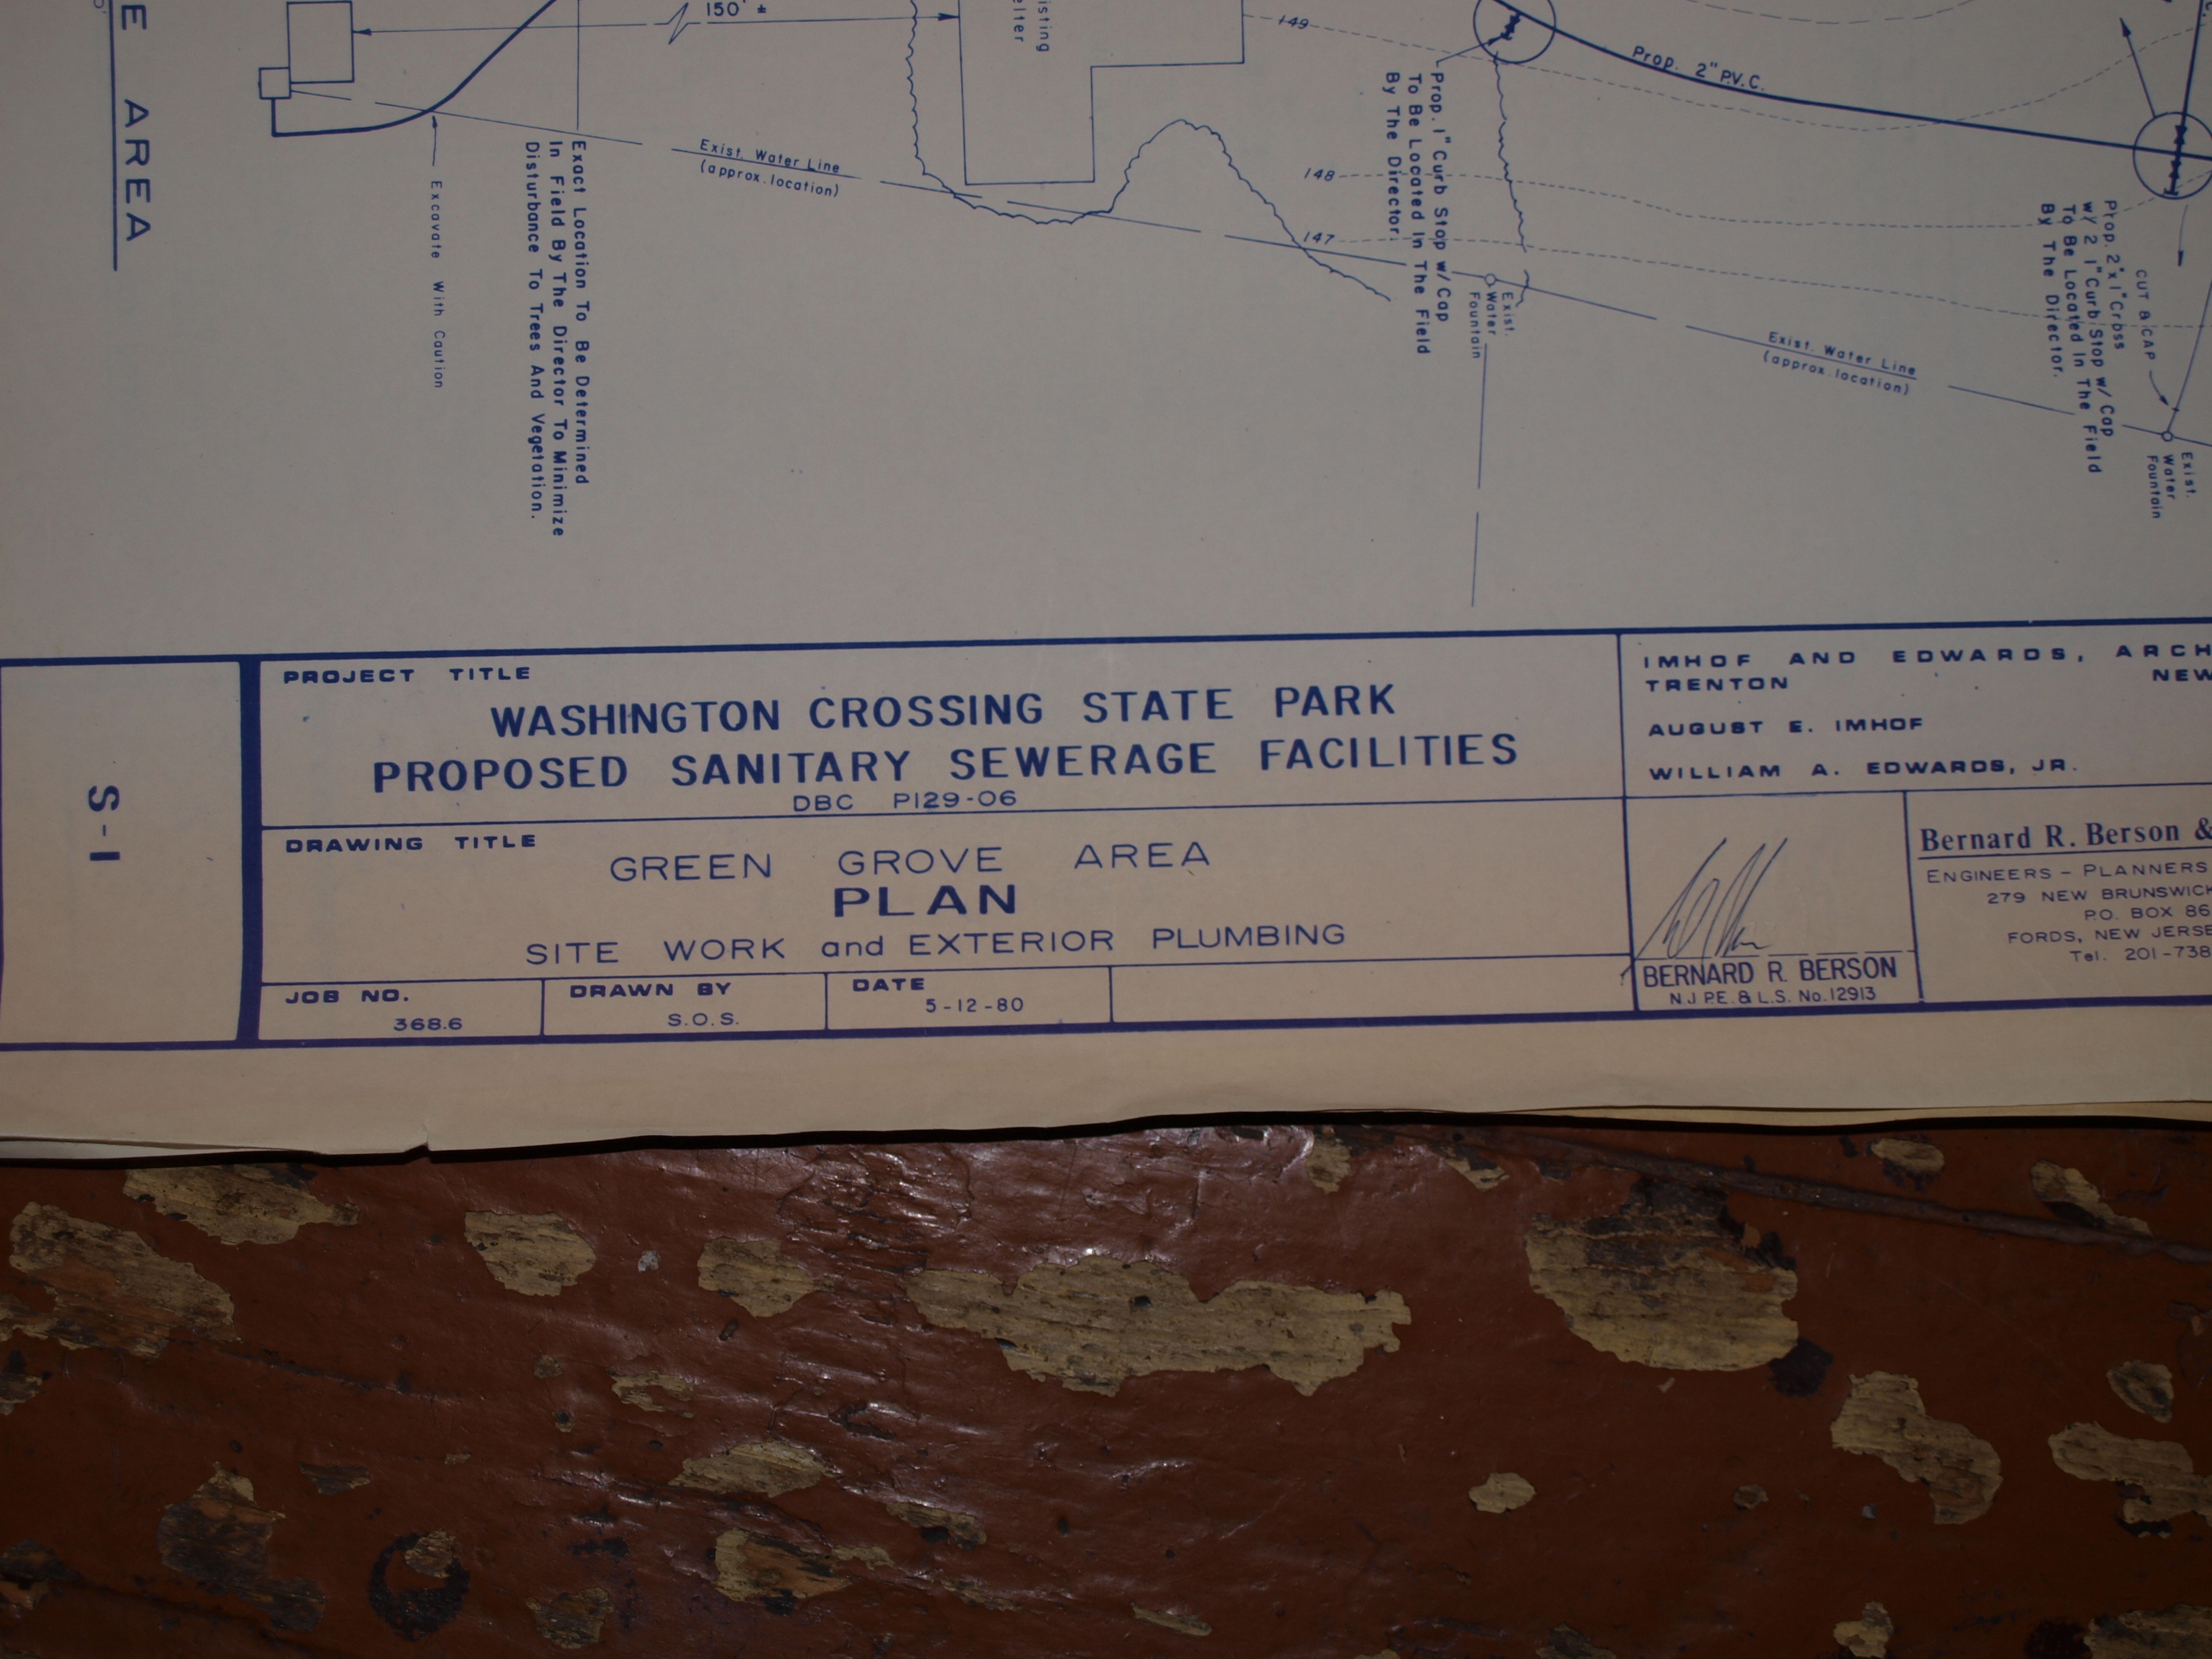 E AREA
150' ±
isting
elter
149
148
147
Prop. 2" P.V.C.
Exist. Water Line
(approx. location)
Excavate With Caution
Exact Location To Be Determined
In Field By The Director To Minimize
Disturbance To Trees And Vegetation.
Prop. 1" Curb Stop w/ Cap
To Be Located In The Field
By The Director.
Exist.
Water
Fountain
Exist. Water Line
(approx. location)
CUT & CAP
Prop. 2"x 1" Cross
w/ 2 1" Curb Stop w/ Cap
To Be Located In The Field
By The Director.
Exist.
Water
Fountain
S-1
PROJECT TITLE
WASHINGTON CROSSING STATE PARK
PROPOSED SANITARY SEWERAGE FACILITIES
DBC P129-06
DRAWING TITLE
GREEN GROVE AREA
PLAN
SITE WORK and EXTERIOR PLUMBING
JOB NO.
368.6
DRAWN BY
S.O.S.
DATE
5-12-80
IMHOF AND EDWARDS, ARCH
TRENTON NEW
AUGUST E. IMHOF
WILLIAM A. EDWARDS, JR.
BERNARD R. BERSON
N.J P.E. & L.S. No. 12913
Bernard R. Berson &
ENGINEERS - PLANNERS
279 NEW BRUNSWICK
P.O. BOX 86
FORDS, NEW JERSE
Tel. 201-738